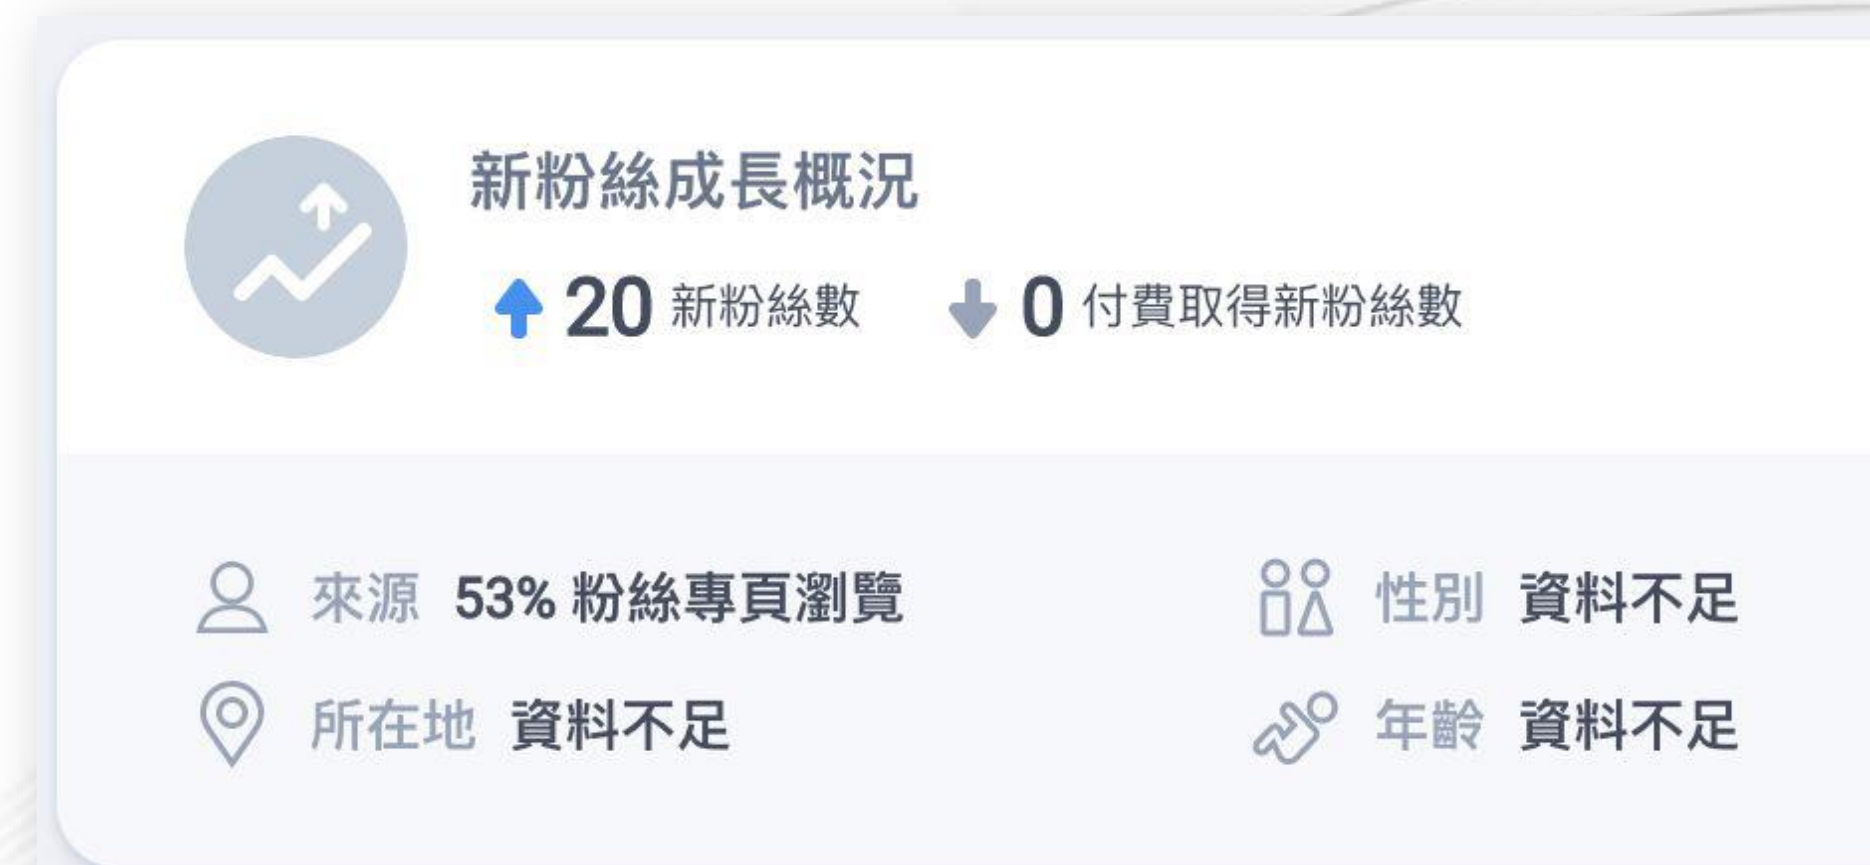 新粉絲成長概況
20 新粉絲數 0 付費取得新粉絲數
來源 53% 粉絲專頁瀏覽 性別 資料不足
所在地 資料不足 年齡 資料不足